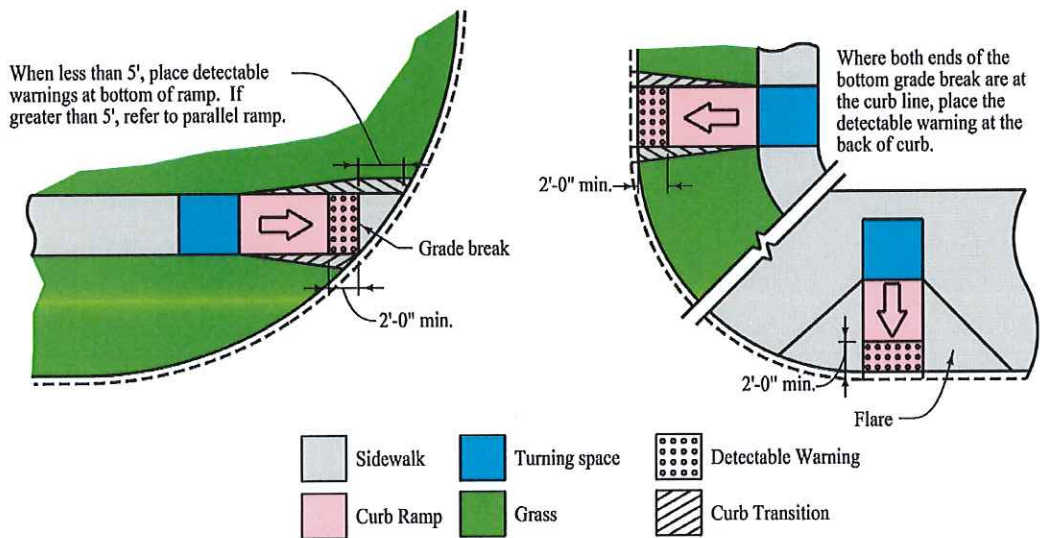 When less than 5', place detectable
warnings at bottom of ramp. If
greater than 5', refer to parallel ramp.
Grade break
2'-0" min.
Where both ends of the
bottom grade break are at
the curb line, place the
detectable warning at the
back of curb.
2'-0" min.
2'-0" min.
Flare
Sidewalk
Turning space
Detectable Warning
Curb Ramp
Grass
Curb Transition